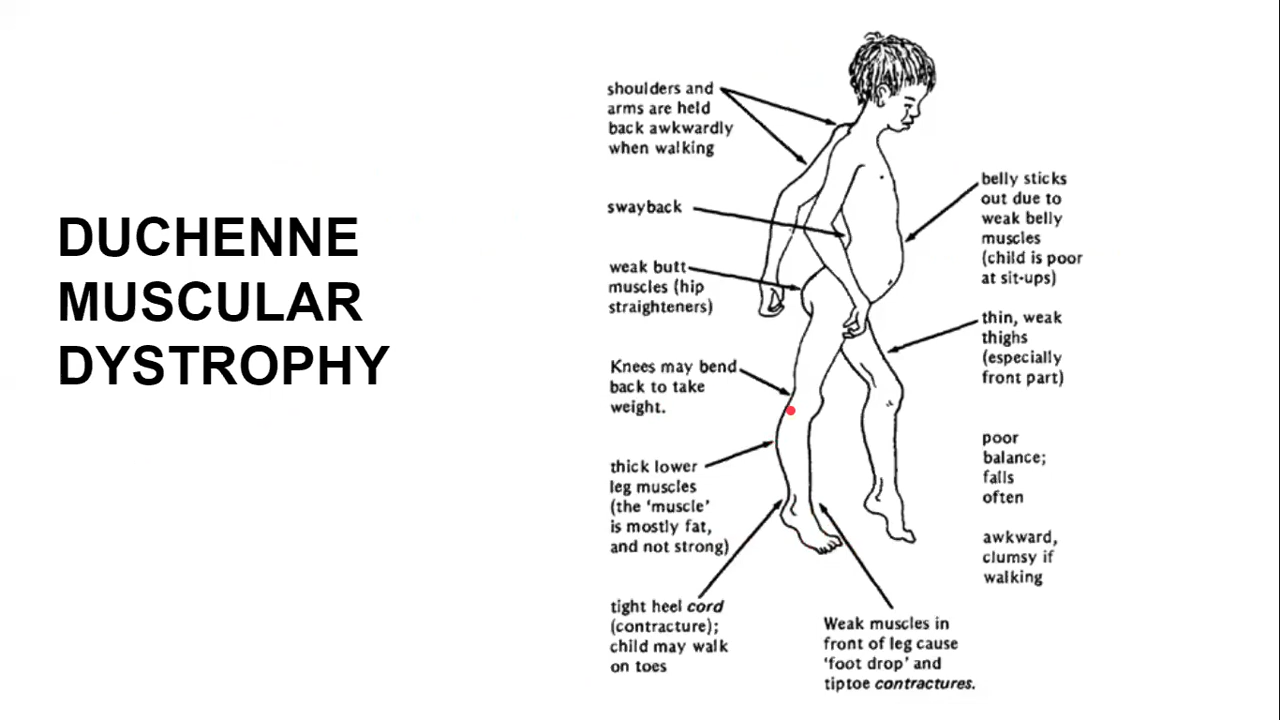 DUCHENNE
MUSCULAR
DYSTROPHY
shoulders and
arms are held
back awkwardly
when walking
swayback
weak butt
muscles (hip
straighteners)
Knees may bend
back to take
weight.
thick lower
leg muscles
(the ‘muscle’
is mostly fat,
and not strong)
tight heel cord
(contracture);
child may walk
on toes
belly sticks
out due to
weak belly
muscles
(child is poor
at sit-ups)
thin, weak
thighs
(especially
front part)
poor
balance;
falls
often
awkward,
clumsy if
walking
Weak muscles in
front of leg cause
‘foot drop’ and
tiptoe contractures.